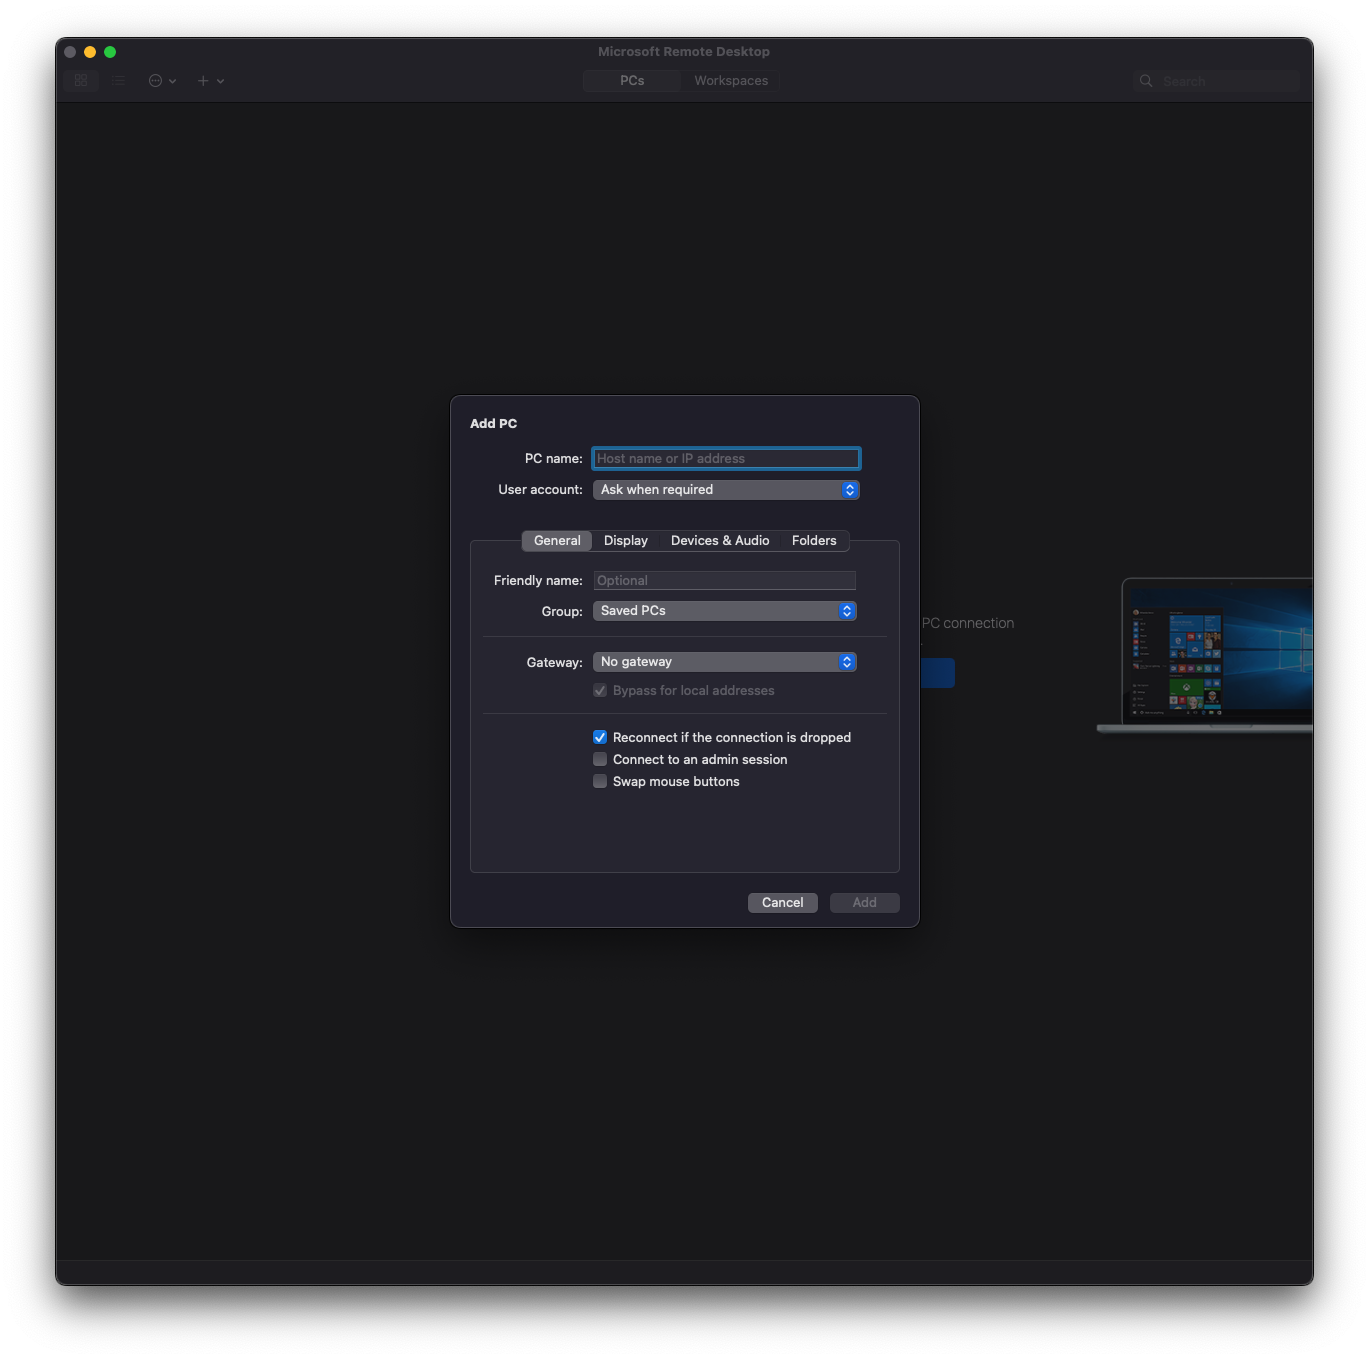 Microsoft Remote Desktop
PCs
Workspaces
Search
Add PC
PC name:
Host name or IP address
User account:
Ask when required
General
Display
Devices & Audio
Folders
Friendly name:
Optional
Group:
Saved PCs
PC connection
Gateway:
No gateway
Bypass for local addresses
Reconnect if the connection is dropped
Connect to an admin session
Swap mouse buttons
Cancel
Add